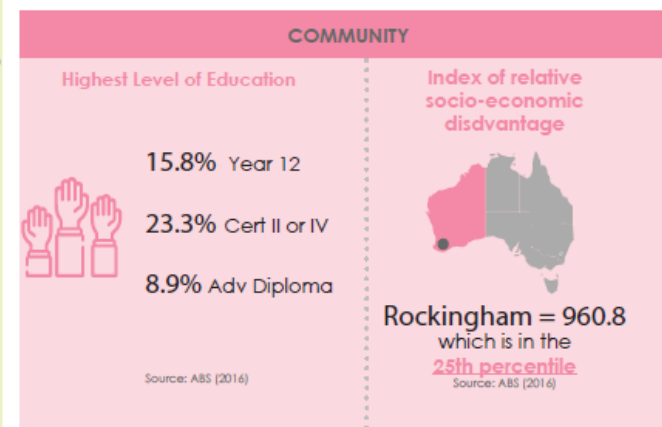 COMMUNITY
Highest Level of Education
15.8% Year 12
23.3% Cert II or IV
8.9% Adv Diploma
Source: ABS (2016)
Index of relative
socio-economic
disdvantage
Rockingham = 960.8
which is in the
25th percentile
Source: ABS (2016)